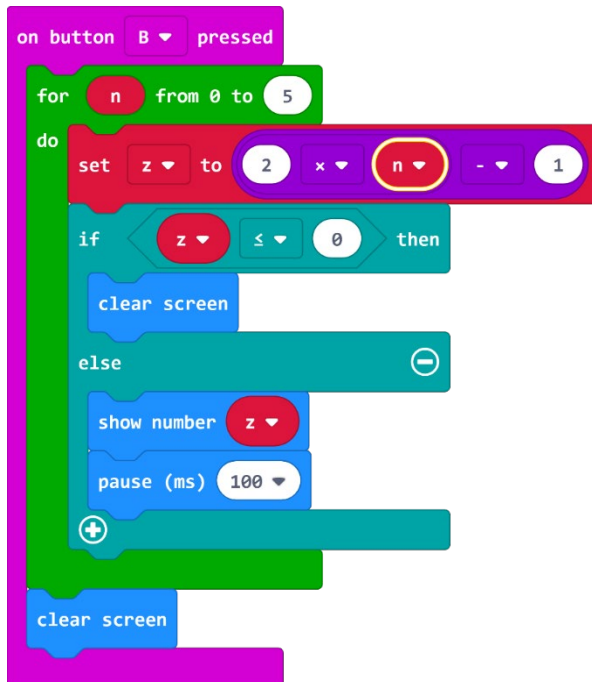 on button B pressed
for n from 0 to 5
do
set z to 2 × n - 1
if z ≤ 0 then
clear screen
else
show number z
pause (ms) 100
clear screen